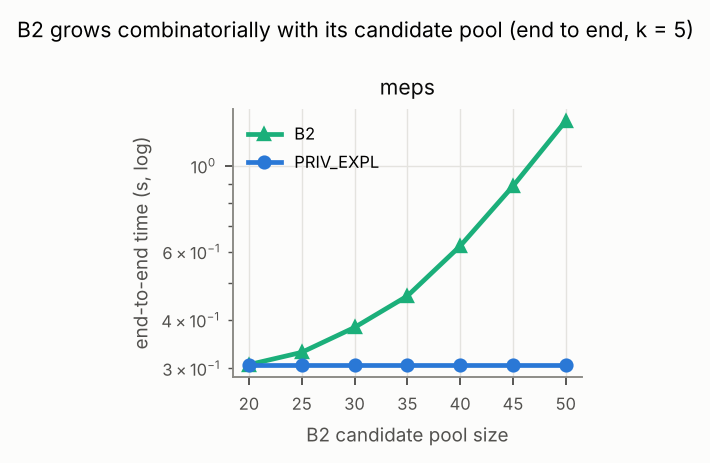 B2 grows combinatorially with its candidate pool (end to end, k = 5)
meps
B2
PRIV_EXPL
end-to-end time (s, log)
10⁰
6 × 10⁻¹
4 × 10⁻¹
3 × 10⁻¹
20 25 30 35 40 45 50
B2 candidate pool size